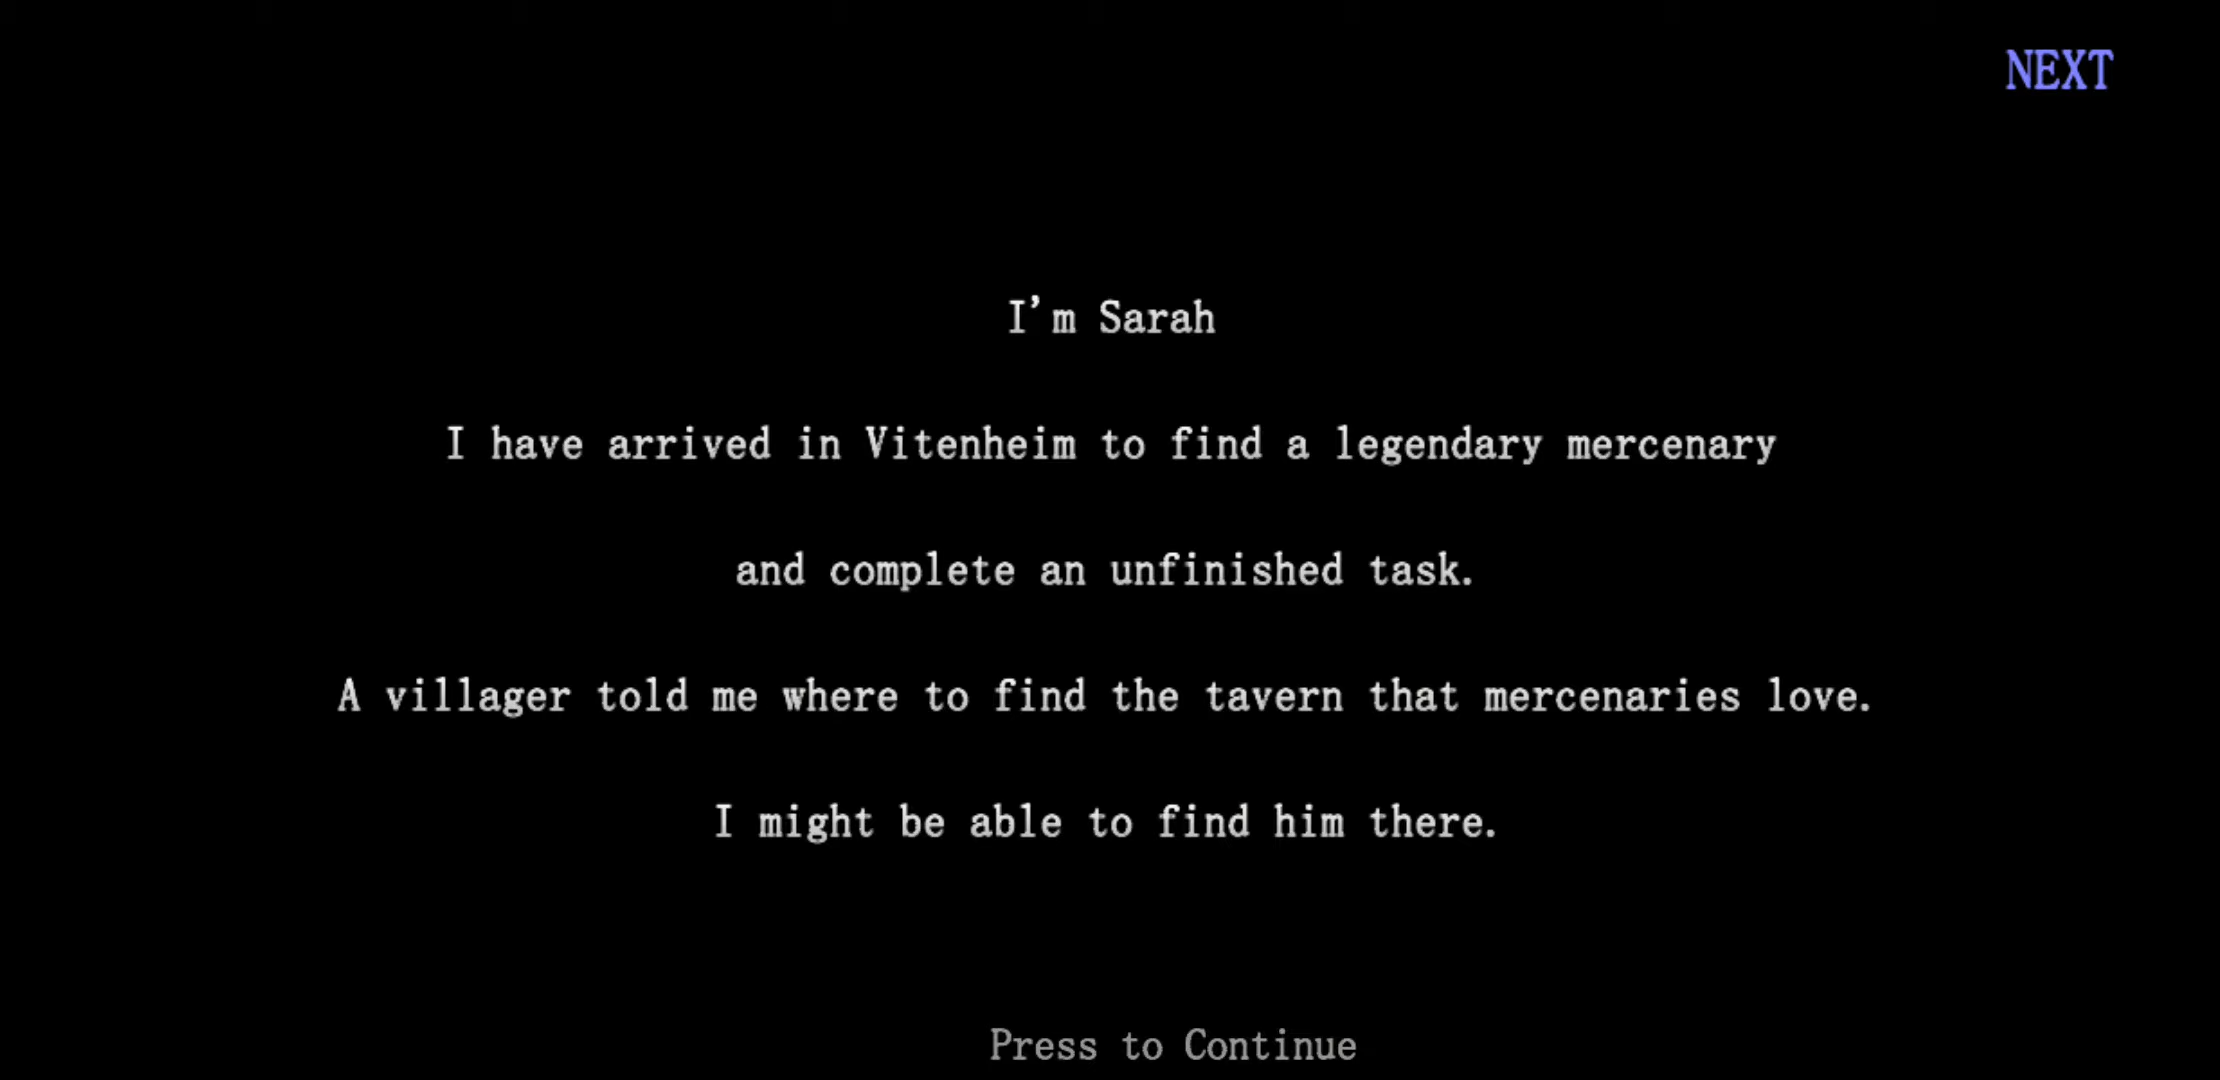 NEXT
I'm Sarah
I have arrived in Vitenheim to find a legendary mercenary
and complete an unfinished task.
A villager told me where to find the tavern that mercenaries love.
I might be able to find him there.
Press to Continue